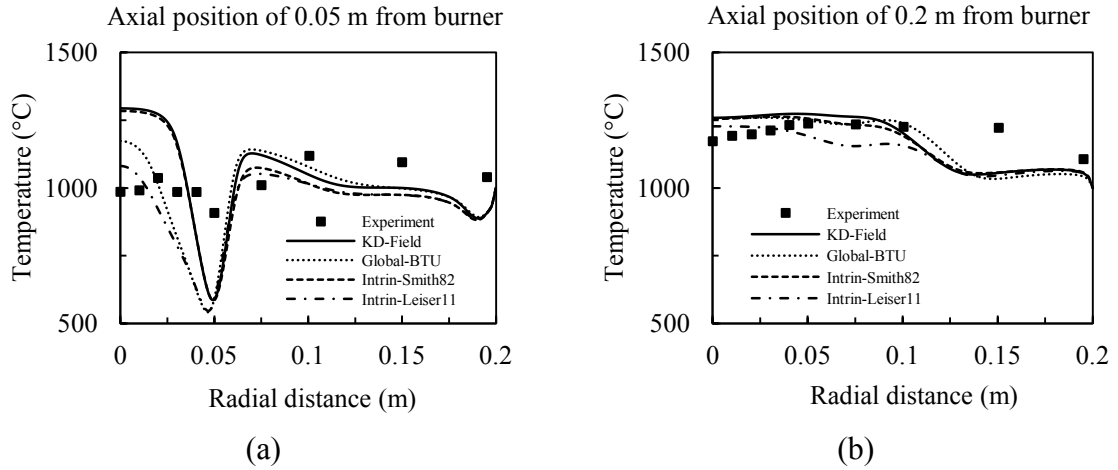 Axial position of 0.05 m from burner
1500
1000
500
Temperature (°C)
Experiment
KD-Field
Global-BTU
Intrin-Smith82
Intrin-Leiser11
0 0.05 0.1 0.15 0.2
Radial distance (m)
(a)
Axial position of 0.2 m from burner
1500
1000
500
Temperature (°C)
Experiment
KD-Field
Global-BTU
Intrin-Smith82
Intrin-Leiser11
0 0.05 0.1 0.15 0.2
Radial distance (m)
(b)